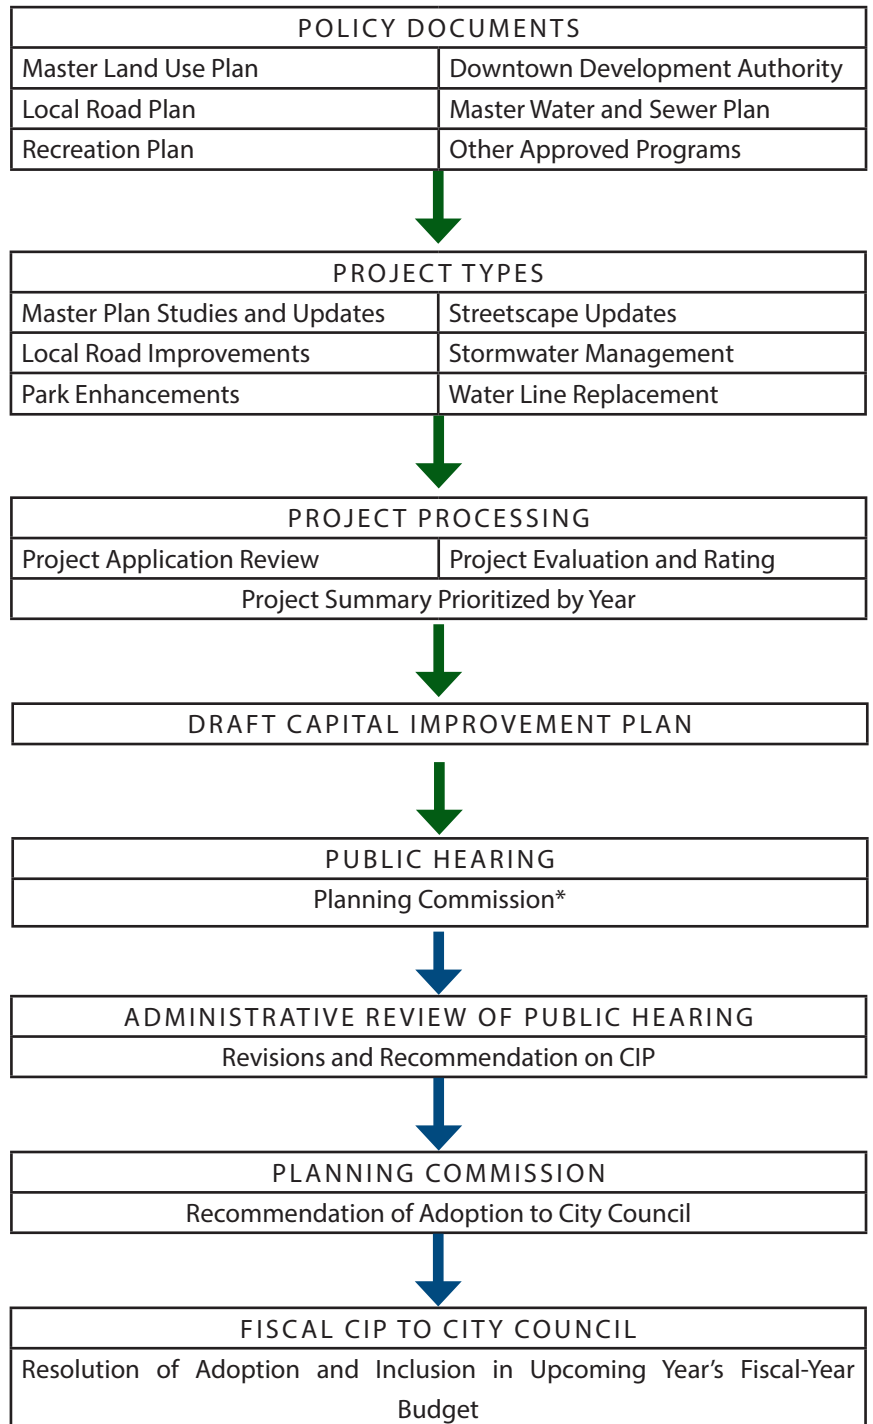 POLICY DOCUMENTS
Master Land Use Plan
Downtown Development Authority
Local Road Plan
Master Water and Sewer Plan
Recreation Plan
Other Approved Programs
PROJECT TYPES
Master Plan Studies and Updates
Streetscape Updates
Local Road Improvements
Stormwater Management
Park Enhancements
Water Line Replacement
PROJECT PROCESSING
Project Application Review
Project Evaluation and Rating
Project Summary Prioritized by Year
DRAFT CAPITAL IMPROVEMENT PLAN
PUBLIC HEARING
Planning Commission*
ADMINISTRATIVE REVIEW OF PUBLIC HEARING
Revisions and Recommendation on CIP
PLANNING COMMISSION
Recommendation of Adoption to City Council
FISCAL CIP TO CITY COUNCIL
Resolution of Adoption and Inclusion in Upcoming Year's Fiscal-Year
Budget